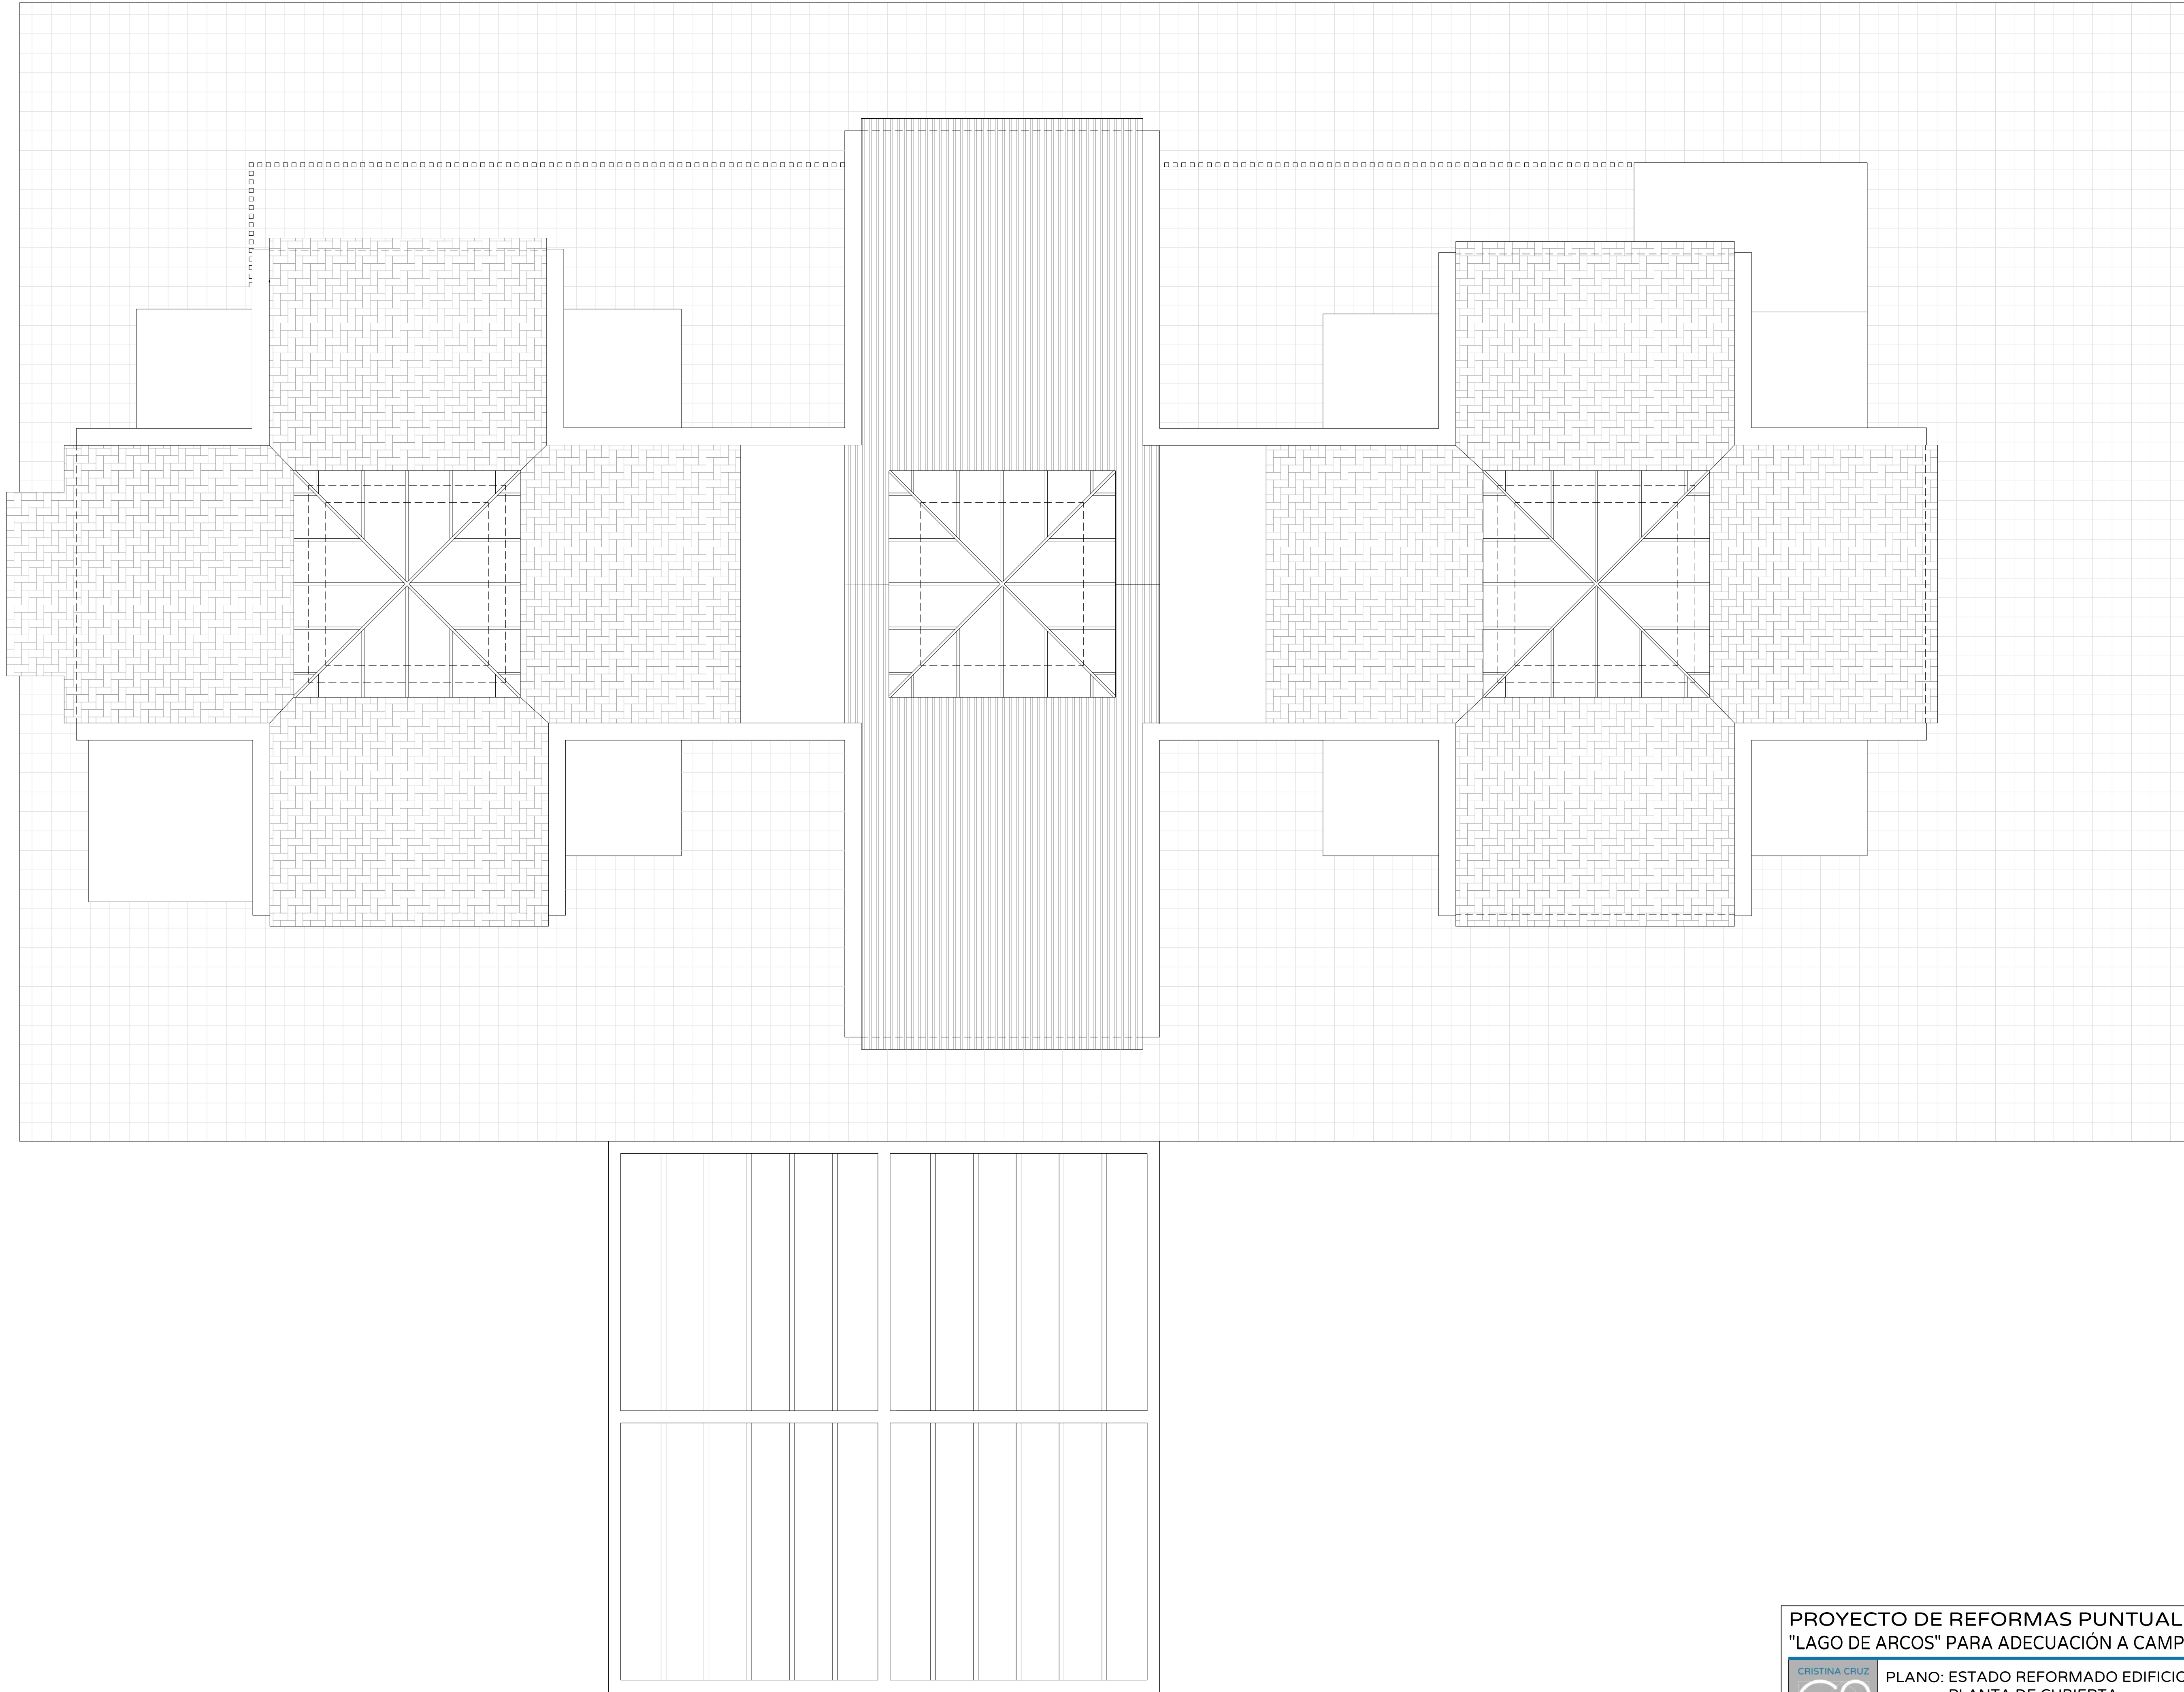 PROYECTO DE REFORMAS PUNTUAL
"LAGO DE ARCOS" PARA ADECUACIÓN A CAMP
CRISTINA CRUZ
PLANO: ESTADO REFORMADO EDIFICIO